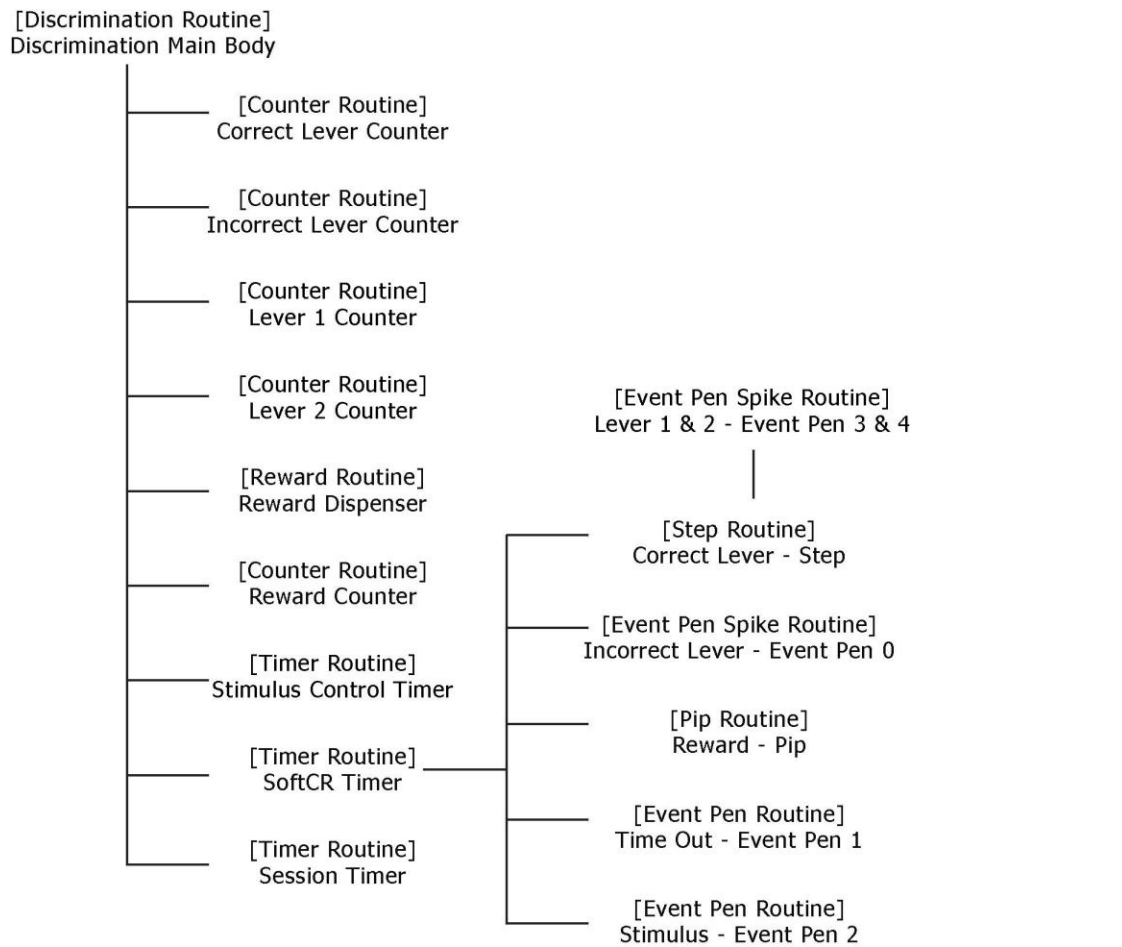 [Discrimination Routine]
Discrimination Main Body
[Counter Routine]
Correct Lever Counter
[Counter Routine]
Incorrect Lever Counter
[Counter Routine]
Lever 1 Counter
[Counter Routine]
Lever 2 Counter
[Reward Routine]
Reward Dispenser
[Counter Routine]
Reward Counter
[Timer Routine]
Stimulus Control Timer
[Timer Routine]
SoftCR Timer
[Timer Routine]
Session Timer
[Event Pen Spike Routine]
Lever 1 & 2 - Event Pen 3 & 4
[Step Routine]
Correct Lever - Step
[Event Pen Spike Routine]
Incorrect Lever - Event Pen 0
[Pip Routine]
Reward - Pip
[Event Pen Routine]
Time Out - Event Pen 1
[Event Pen Routine]
Stimulus - Event Pen 2